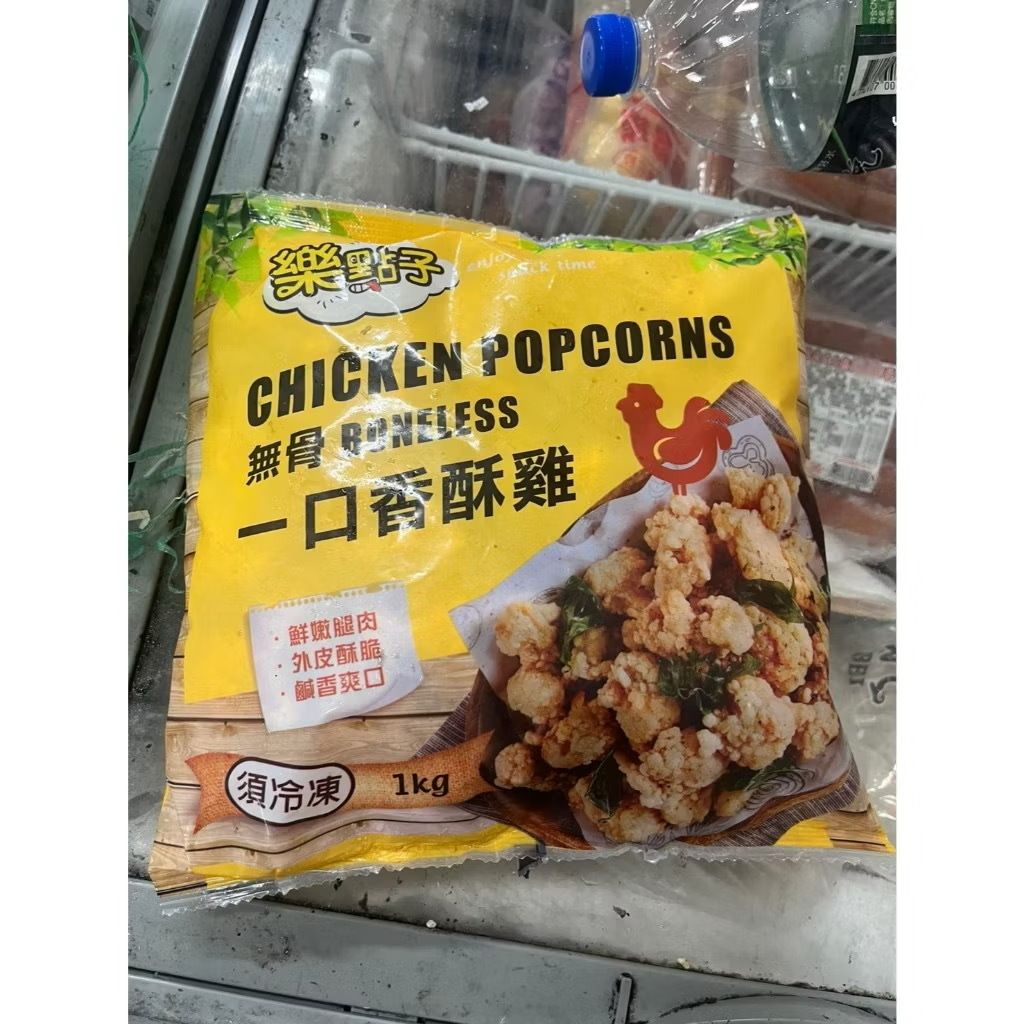 樂點子
enjoy snack time
CHICKEN POPCORNS
無骨 BONELESS
一口香酥雞
· 鮮嫩腿肉
· 外皮酥脆
· 鹹香爽口
須冷凍
1kg